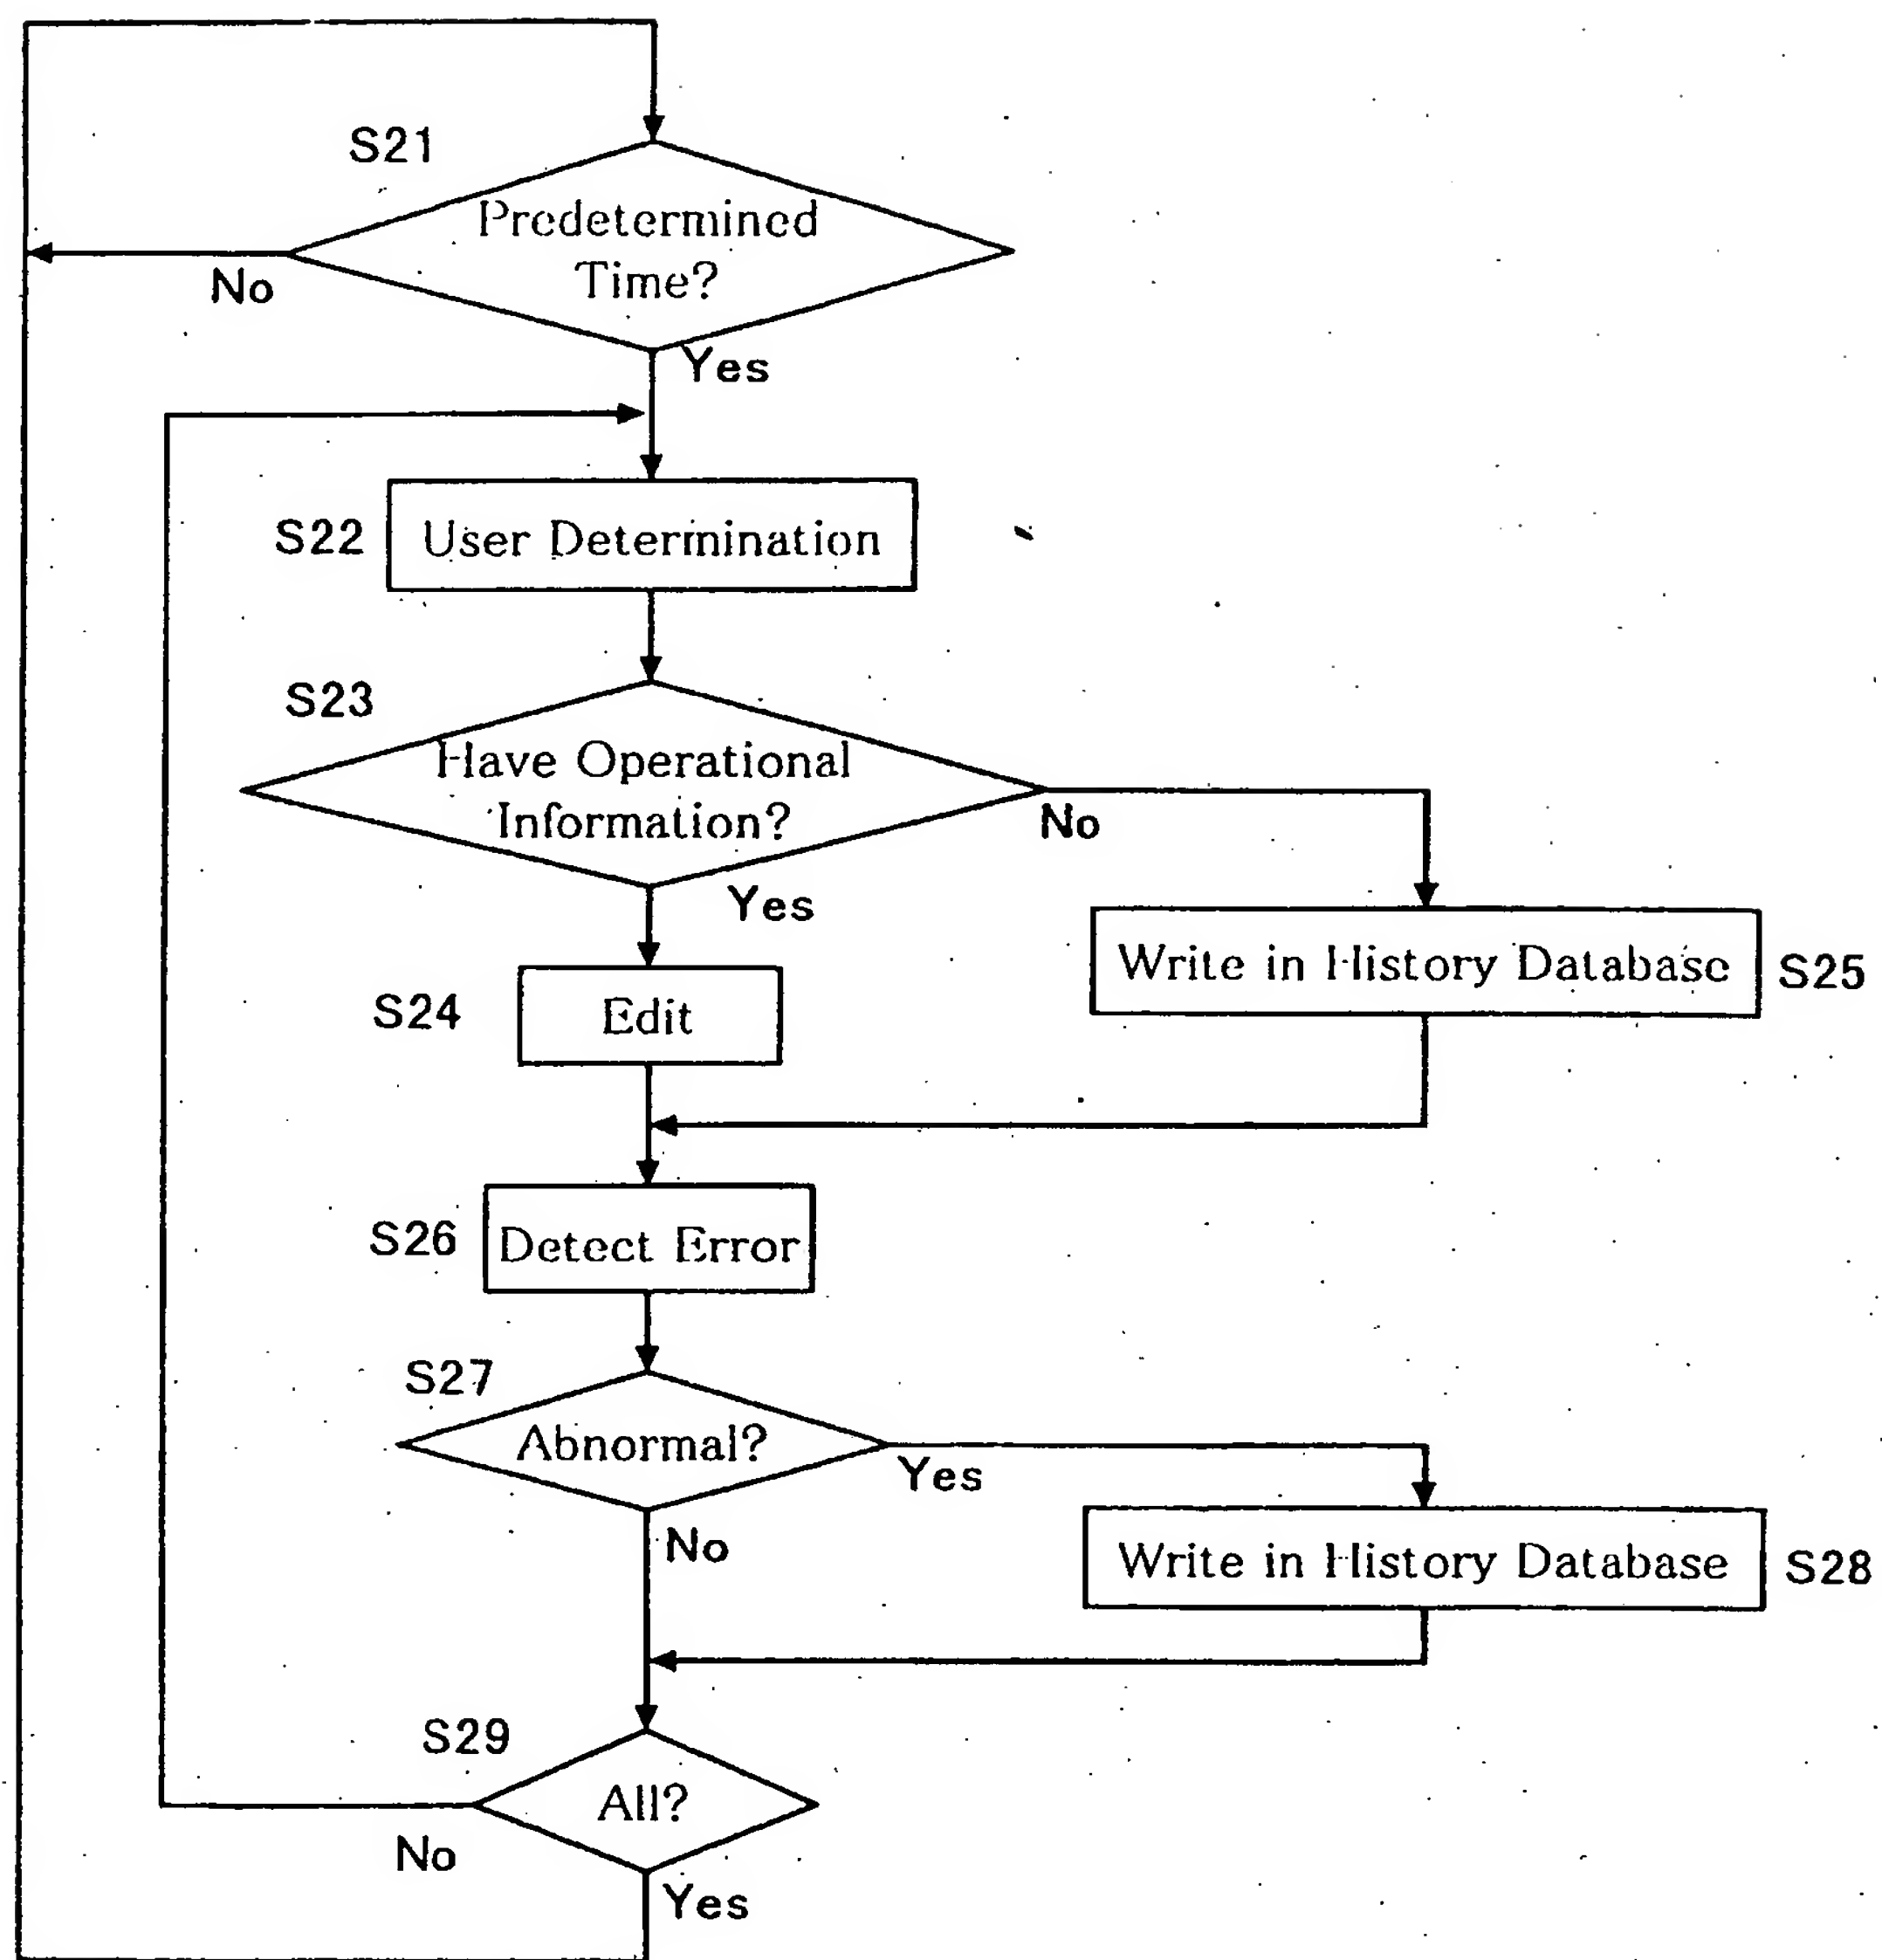 S21
Predetermined
Time?
No
Yes
S22
User Determination
S23
Have Operational
Information?
No
Yes
Write in History Database
S25
S24
Edit
S26
Detect Error
S27
Abnormal?
Yes
No
Write in History Database
S28
S29
All?
No
Yes